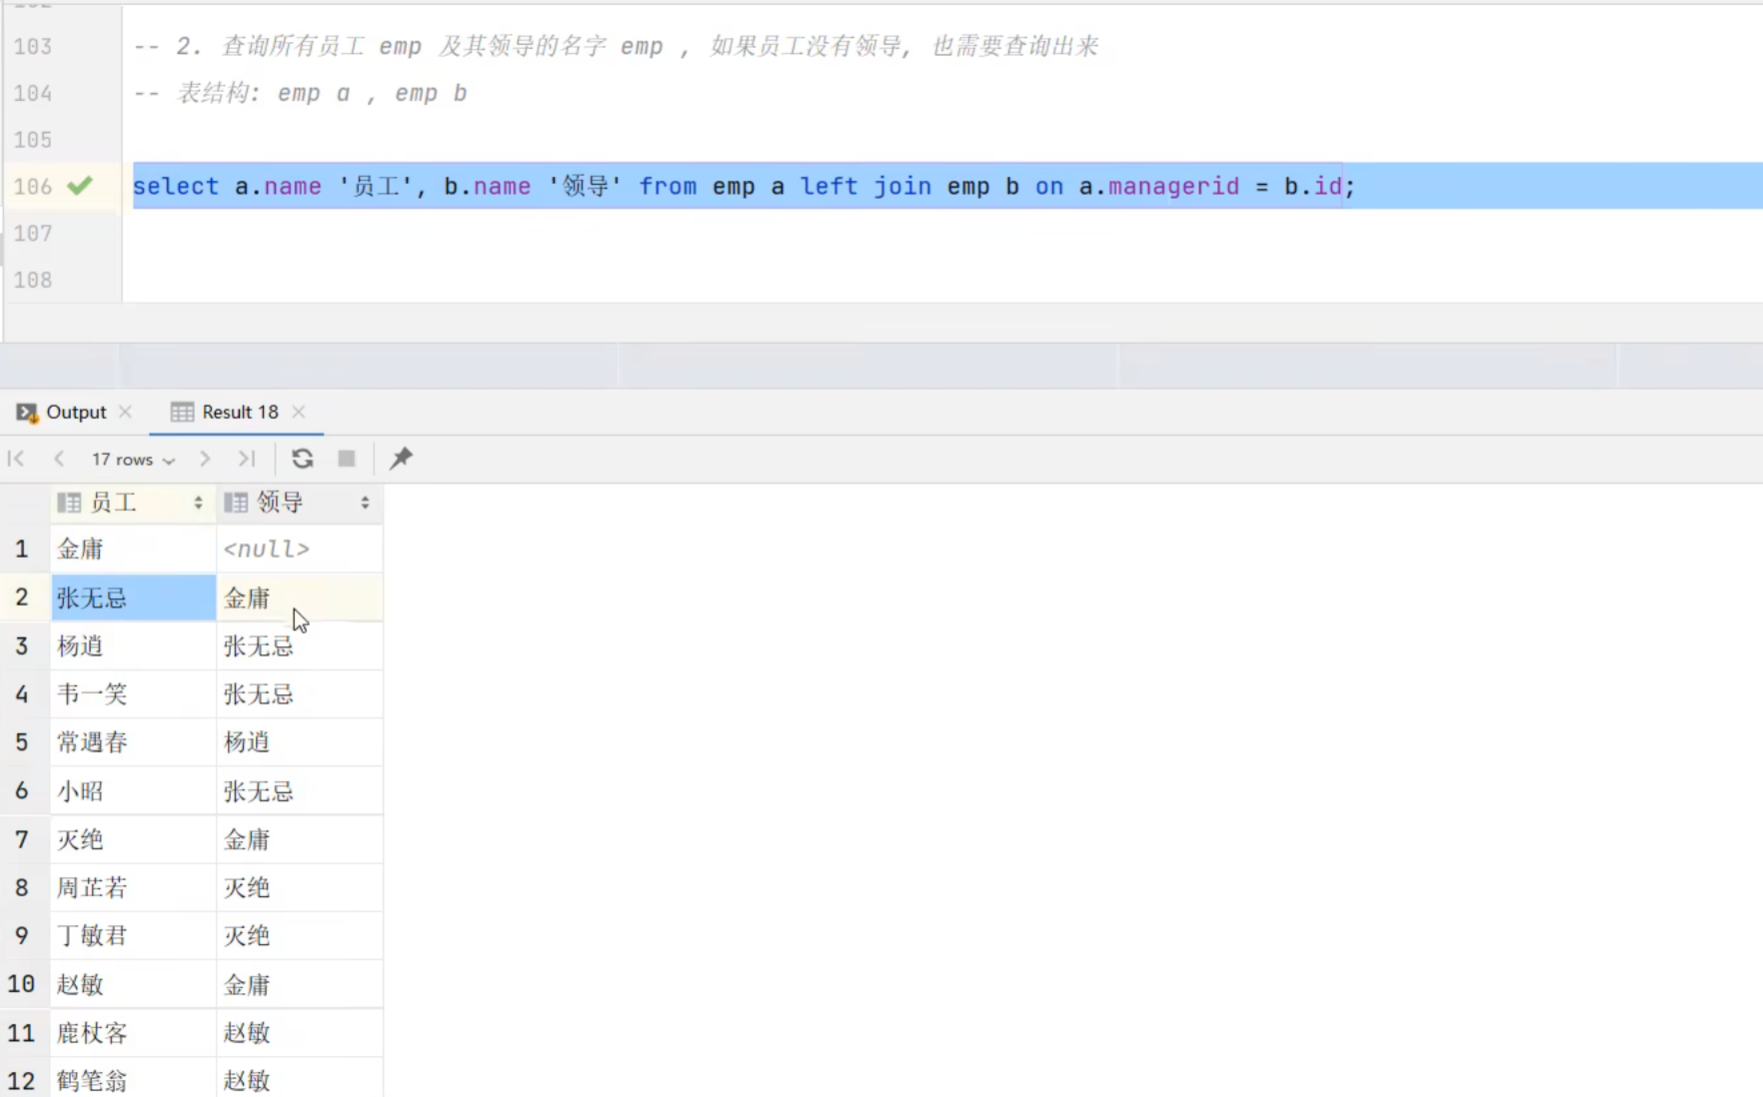 103 -- 2. 查询所有员工 emp 及其领导的名字 emp , 如果员工没有领导, 也需要查询出来
104 -- 表结构: emp a , emp b
105
106 select a.name '员工', b.name '领导' from emp a left join emp b on a.managerid = b.id;
107
108
Output Result 18
17 rows
员工 领导
1 金庸 <null>
2 张无忌 金庸
3 杨逍 张无忌
4 韦一笑 张无忌
5 常遇春 杨逍
6 小昭 张无忌
7 灭绝 金庸
8 周芷若 灭绝
9 丁敏君 灭绝
10 赵敏 金庸
11 鹿杖客 赵敏
12 鹤笔翁 赵敏